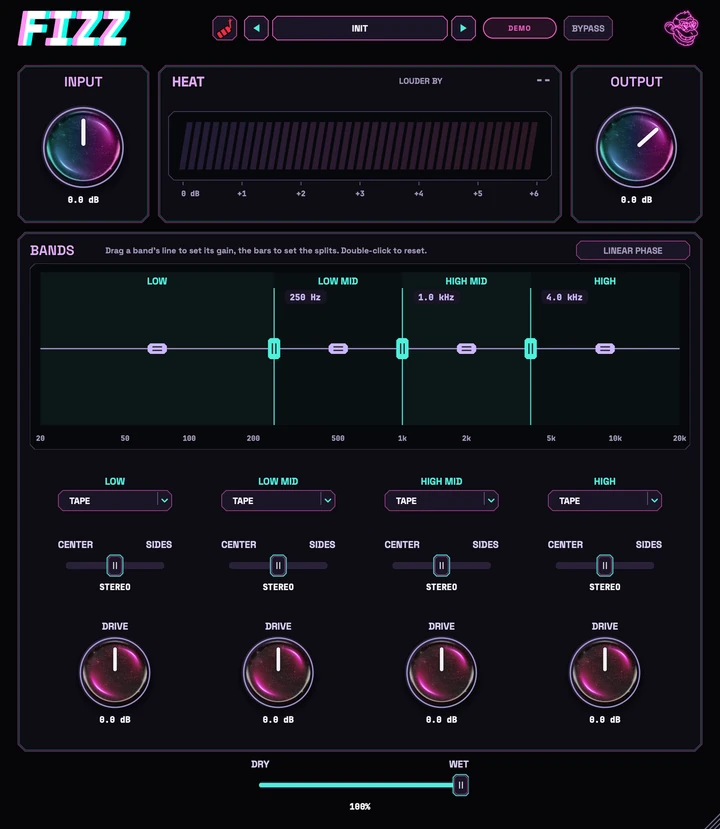 FIZZ
INIT
DEMO
BYPASS
INPUT
0.0 dB
HEAT
LOUDER BY
--
0 dB +1 +2 +3 +4 +5 +6
OUTPUT
0.0 dB
BANDS
Drag a band's line to set its gain, the bars to set the splits. Double-click to reset.
LINEAR PHASE
LOW LOW MID HIGH MID HIGH
250 Hz 1.0 kHz 4.0 kHz
20 50 100 200 500 1k 2k 5k 10k 20k
LOW LOW MID HIGH MID HIGH
TAPE TAPE TAPE TAPE
CENTER SIDES CENTER SIDES CENTER SIDES CENTER SIDES
STEREO STEREO STEREO STEREO
DRIVE DRIVE DRIVE DRIVE
0.0 dB 0.0 dB 0.0 dB 0.0 dB
DRY WET
100%